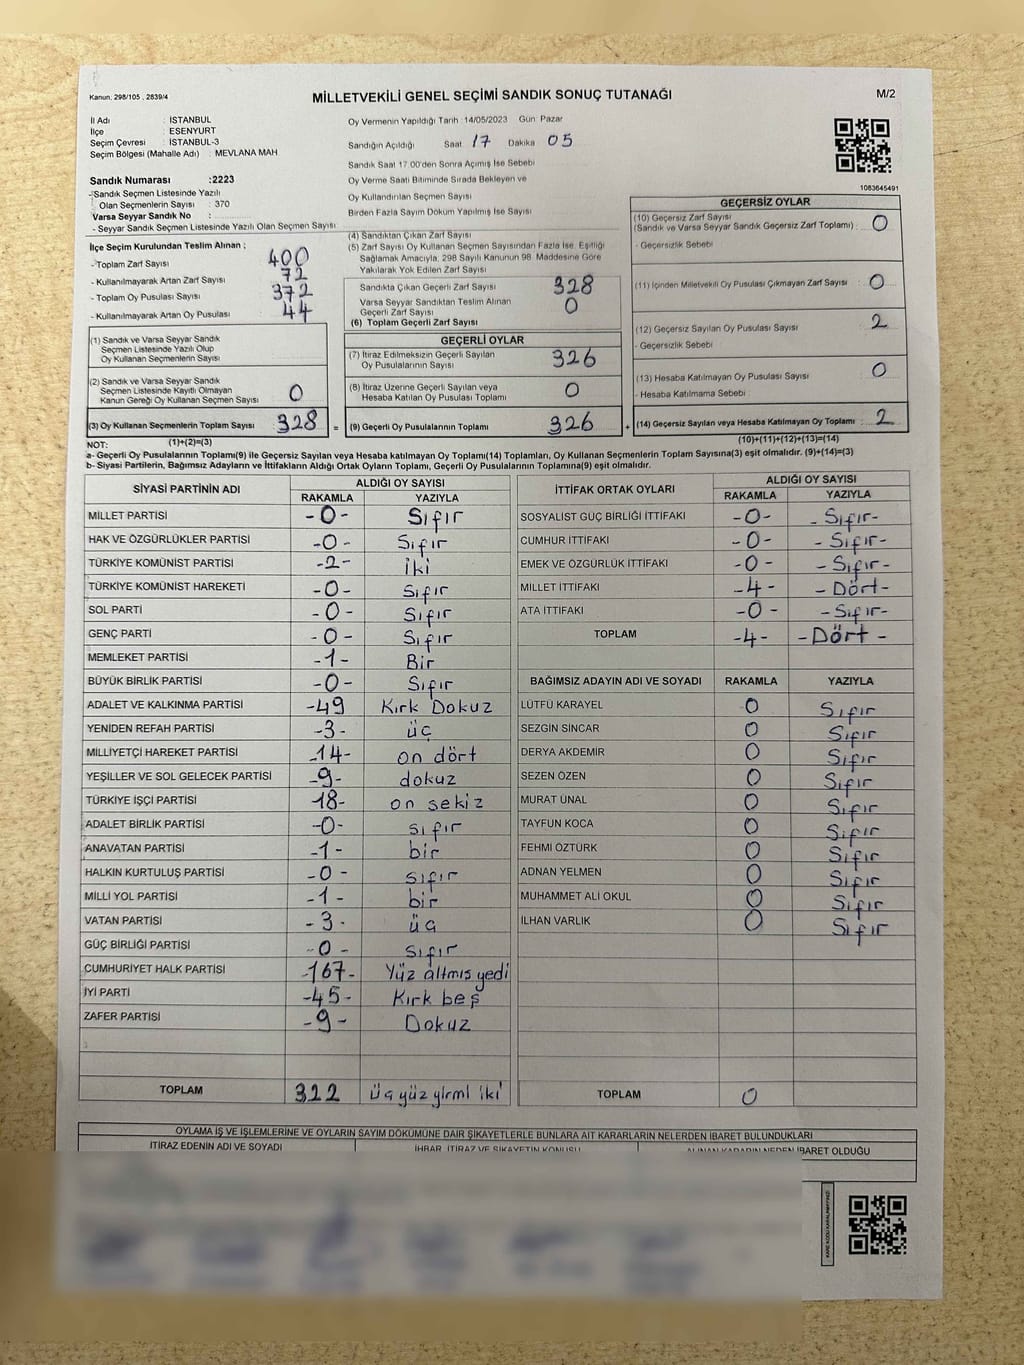 Kanun: 298/105 , 2839/4
MİLLETVEKİLİ GENEL SEÇİMİ SANDIK SONUÇ TUTANAĞI
M/2
İl Adı : İSTANBUL
İlçe : ESENYURT
Seçim Çevresi : İSTANBUL-3
Seçim Bölgesi (Mahalle Adı) : MEVLANA MAH
Oy Vermenin Yapıldığı Tarih :14/05/2023 Gün: Pazar
Sandığın Açıldığı Saat 17 Dakika 05
Sandık Saat 17.00'den Sonra Açılmış İse Sebebi
Oy Verme Saati Bitiminde Sırada Bekleyen ve
Oy Kullandırılan Seçmen Sayısı
Birden Fazla Sayım Döküm Yapılmış İse Sayısı
1083645491
Sandık Numarası :2223
-Sandık Seçmen Listesinde Yazılı
Olan Seçmenlerin Sayısı : 370
Varsa Seyyar Sandık No :
- Seyyar Sandık Seçmen Listesinde Yazılı Olan Seçmen Sayısı
İlçe Seçim Kurulundan Teslim Alınan ;
- Toplam Zarf Sayısı 400
- Kullanılmayarak Artan Zarf Sayısı 72
- Toplam Oy Pusulası Sayısı 372
- Kullanılmayarak Artan Oy Pusulası 44
(1) Sandık ve Varsa Seyyar Sandık
Seçmen Listesinde Yazılı Olup
Oy Kullanan Seçmenlerin Sayısı
(2) Sandık ve Varsa Seyyar Sandık
Seçmen Listesinde Kayıtlı Olmayan
Kanun Gereği Oy Kullanan Seçmen Sayısı 0
(3) Oy Kullanan Seçmenlerin Toplam Sayısı 328 =
(4) Sandıktan Çıkan Zarf Sayısı
(5) Zarf Sayısı Oy Kullanan Seçmen Sayısından Fazla İse, Eşitliği
Sağlamak Amacıyla, 298 Sayılı Kanunun 98. Maddesine Göre
Yakılarak Yok Edilen Zarf Sayısı
Sandıkta Çıkan Geçerli Zarf Sayısı 328
Varsa Seyyar Sandıktan Teslim Alınan
Geçerli Zarf Sayısı 0
(6) Toplam Geçerli Zarf Sayısı
GEÇERLİ OYLAR
(7) İtiraz Edilmeksizin Geçerli Sayılan
Oy Pusulalarının Sayısı 326
(8) İtiraz Üzerine Geçerli Sayılan veya
Hesaba Katılan Oy Pusulası Toplamı 0
(9) Geçerli Oy Pusulalarının Toplamı 326 +
GEÇERSİZ OYLAR
(10) Geçersiz Zarf Sayısı
(Sandık ve Varsa Seyyar Sandık Geçersiz Zarf Toplamı) : 0
- Geçersizlik Sebebi
(11) İçinden Milletvekili Oy Pusulası Çıkmayan Zarf Sayısı 0
(12) Geçersiz Sayılan Oy Pusulası Sayısı 2
- Geçersizlik Sebebi
(13) Hesaba Katılmayan Oy Pusulası Sayısı 0
- Hesaba Katılmama Sebebi
(14) Geçersiz Sayılan veya Hesaba Katılmayan Oy Toplamı : 2
NOT: (1)+(2)=(3) (10)+(11)+(12)+(13)=(14)
a- Geçerli Oy Pusulalarının Toplamı(9) ile Geçersiz Sayılan veya Hesaba Katılmayan Oy Toplamı(14) Toplamları, Oy Kullanan Seçmenlerin Toplam Sayısına(3) eşit olmalıdır. (9)+(14)=(3)
b- Siyasi Partilerin, Bağımsız Adayların ve İttifakların Aldığı Ortak Oyların Toplamı, Geçerli Oy Pusulalarının Toplamına(9) eşit olmalıdır.
SİYASİ PARTİNİN ADI ALDIĞI OY SAYISI
RAKAMLA YAZIYLA
MİLLET PARTİSİ -0- Sıfır
HAK VE ÖZGÜRLÜKLER PARTİSİ -0- Sıfır
TÜRKİYE KOMÜNİST PARTİSİ -2- iki
TÜRKİYE KOMÜNİST HAREKETİ -0- Sıfır
SOL PARTİ -0- Sıfır
GENÇ PARTİ -0- Sıfır
MEMLEKET PARTİSİ -1- Bir
BÜYÜK BİRLİK PARTİSİ -0- Sıfır
ADALET VE KALKINMA PARTİSİ -49 Kırk Dokuz
YENİDEN REFAH PARTİSİ -3- üç
MİLLİYETÇİ HAREKET PARTİSİ -14- on dört
YEŞİLLER VE SOL GELECEK PARTİSİ -9- dokuz
TÜRKİYE İŞÇİ PARTİSİ -18- on sekiz
ADALET BİRLİK PARTİSİ -0- sıfır
ANAVATAN PARTİSİ -1- bir
HALKIN KURTULUŞ PARTİSİ -0- sıfır
MİLLİ YOL PARTİSİ -1- bir
VATAN PARTİSİ -3- üç
GÜÇ BİRLİĞİ PARTİSİ -0- sıfır
CUMHURİYET HALK PARTİSİ -167- Yüz altmış yedi
İYİ PARTİ -45- Kırk beş
ZAFER PARTİSİ -9- Dokuz
TOPLAM 322 üçyüz yirmi iki
İTTİFAK ORTAK OYLARI ALDIĞI OY SAYISI
RAKAMLA YAZIYLA
SOSYALİST GÜÇ BİRLİĞİ İTTİFAKI -0- - Sıfır-
CUMHUR İTTİFAKI -0- - Sıfır-
EMEK VE ÖZGÜRLÜK İTTİFAKI -0- - Sıfır-
MİLLET İTTİFAKI -4- - Dört-
ATA İTTİFAKI -0- - Sıfır-
TOPLAM -4- -Dört-
BAĞIMSIZ ADAYIN ADI VE SOYADI RAKAMLA YAZIYLA
LÜTFÜ KARAYEL 0 Sıfır
SEZGİN SİNCAR 0 Sıfır
DERYA AKDEMİR 0 Sıfır
SEZEN ÖZEN 0 Sıfır
MURAT ÜNAL 0 Sıfır
TAYFUN KOCA 0 Sıfır
FEHMİ ÖZTÜRK 0 Sıfır
ADNAN YELMEN 0 Sıfır
MUHAMMET ALİ OKUL 0 Sıfır
İLHAN VARLIK 0 Sıfır
TOPLAM 0
OYLAMA İŞ VE İŞLEMLERİNE VE OYLARIN SAYIM DÖKÜMÜNE DAİR ŞİKAYETLERLE BUNLARA AİT KARARLARIN NELERDEN İBARET BULUNDUKLARI
İTİRAZ EDENİN ADI VE SOYADI İHBAR, İTİRAZ VE ŞİKAYETİN KONUSU ALINAN KARARIN NEDEN İBARET OLDUĞU